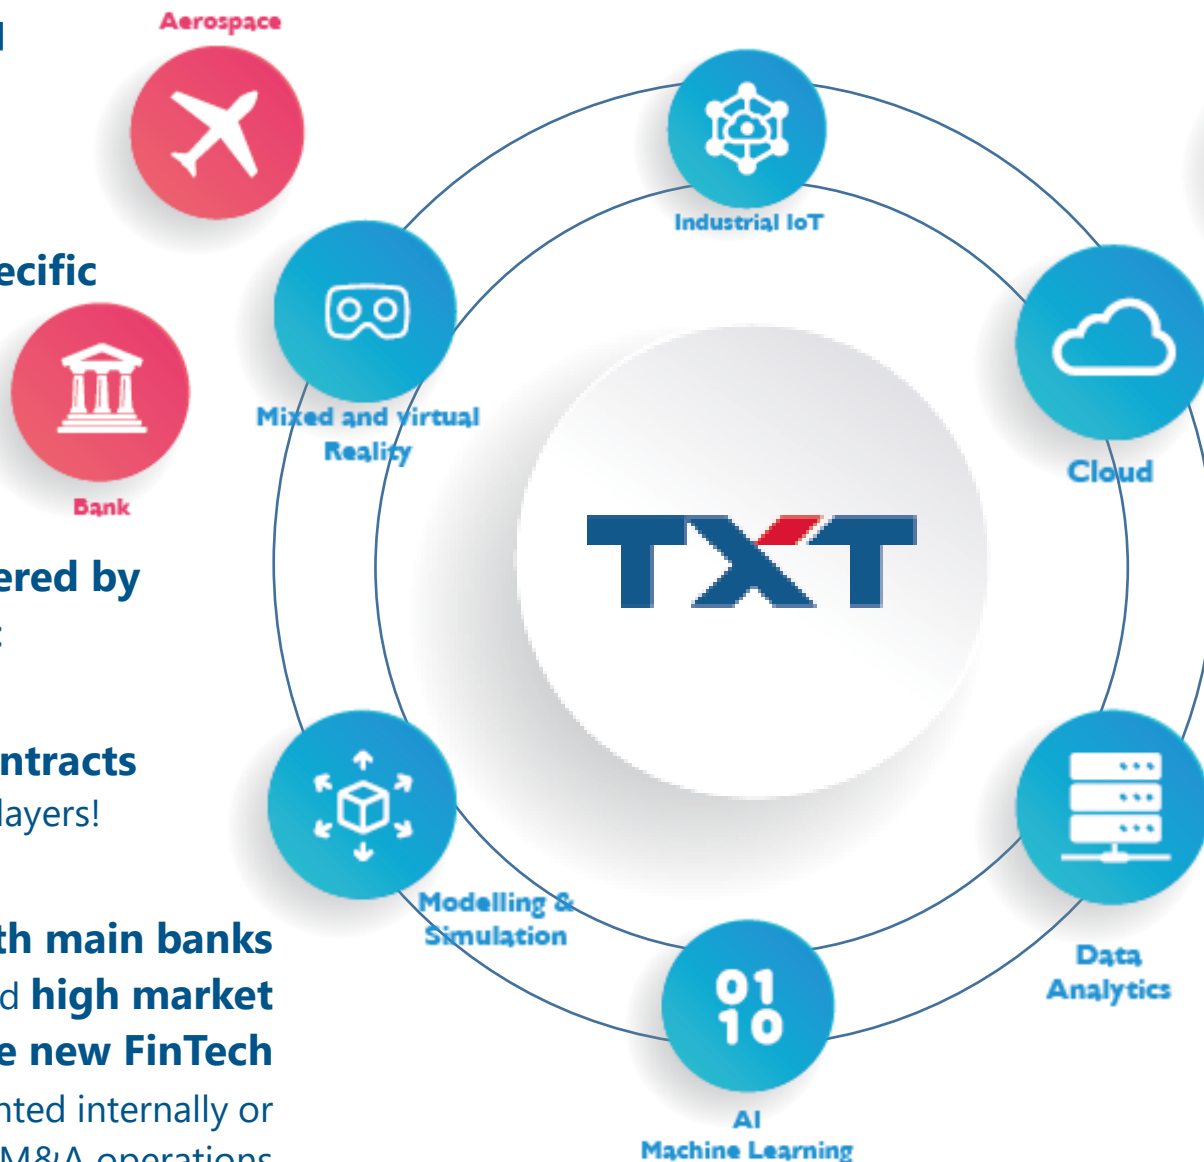 Aerospace
Industrial IoT
ecific
Mixed and virtual
Reality
Cloud
Bank
TXT
ered by
:
ntracts
layers!
Modelling &
Simulation
th main banks
d high market
e new FinTech
nted internally or
M&A operations
Data
Analytics
01
10
AI
Machine Learning